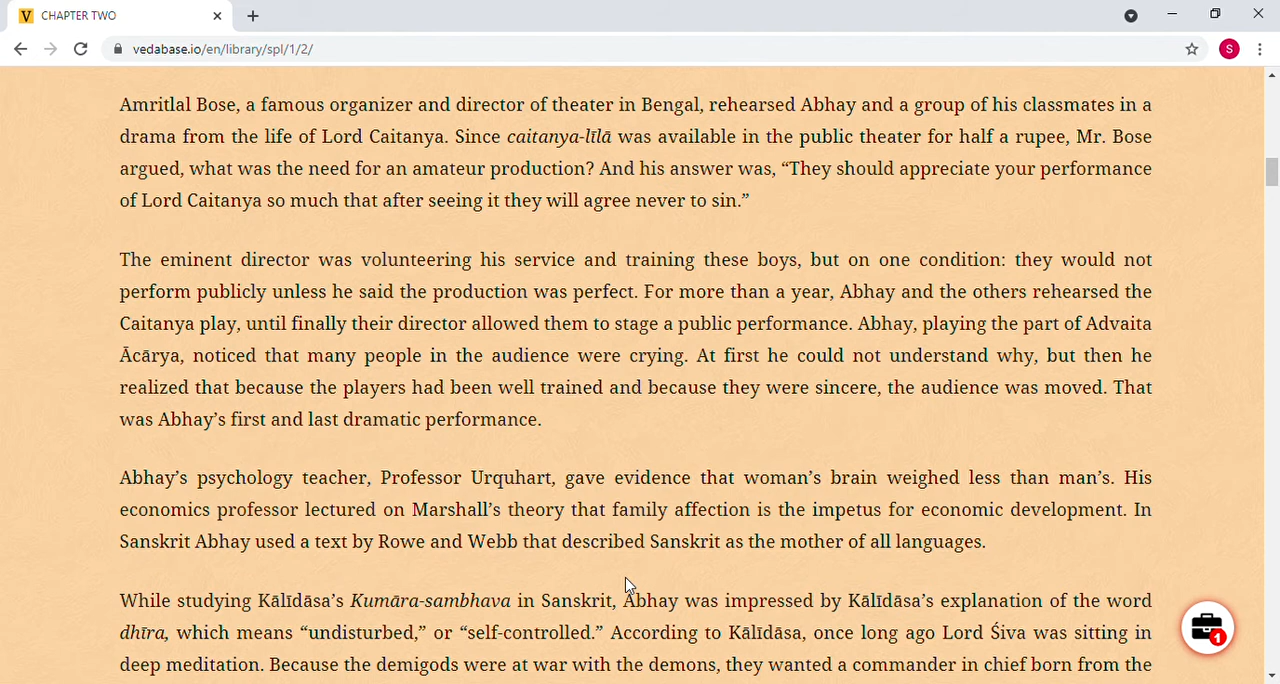 CHAPTER TWO
vedabase.io/en/library/spl/1/2/
S
Amritlal Bose, a famous organizer and director of theater in Bengal, rehearsed Abhay and a group of his classmates in a
drama from the life of Lord Caitanya. Since caitanya-līlā was available in the public theater for half a rupee, Mr. Bose
argued, what was the need for an amateur production? And his answer was, “They should appreciate your performance
of Lord Caitanya so much that after seeing it they will agree never to sin.”
The eminent director was volunteering his service and training these boys, but on one condition: they would not
perform publicly unless he said the production was perfect. For more than a year, Abhay and the others rehearsed the
Caitanya play, until finally their director allowed them to stage a public performance. Abhay, playing the part of Advaita
Ācārya, noticed that many people in the audience were crying. At first he could not understand why, but then he
realized that because the players had been well trained and because they were sincere, the audience was moved. That
was Abhay’s first and last dramatic performance.
Abhay’s psychology teacher, Professor Urquhart, gave evidence that woman’s brain weighed less than man’s. His
economics professor lectured on Marshall’s theory that family affection is the impetus for economic development. In
Sanskrit Abhay used a text by Rowe and Webb that described Sanskrit as the mother of all languages.
While studying Kālīdāsa’s Kumāra-sambhava in Sanskrit, Abhay was impressed by Kālīdāsa’s explanation of the word
dhīra, which means “undisturbed,” or “self-controlled.” According to Kālīdāsa, once long ago Lord Śiva was sitting in
deep meditation. Because the demigods were at war with the demons, they wanted a commander in chief born from the
1